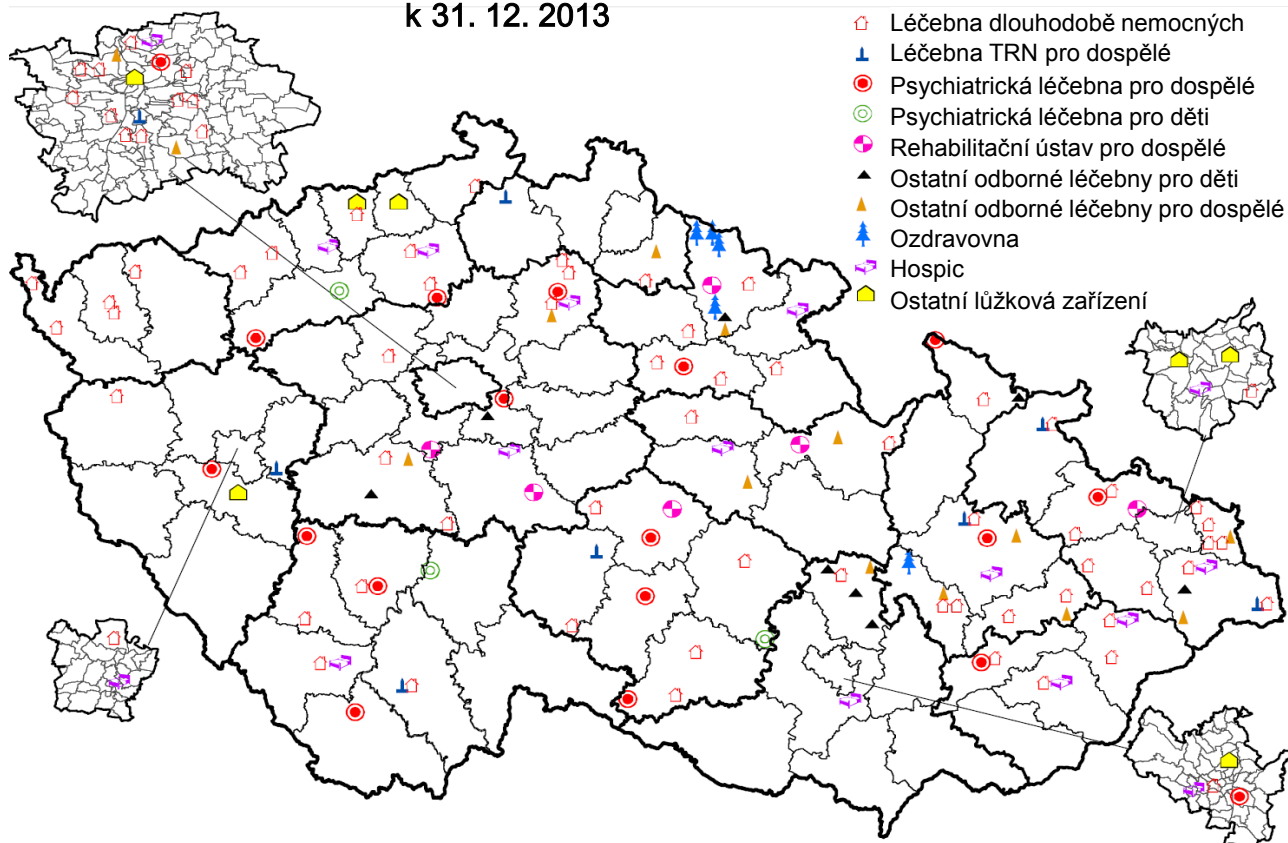 k 31. 12. 2013
Léčebna dlouhodobě nemocných
Léčebna TRN pro dospělé
Psychiatrická léčebna pro dospělé
Psychiatrická léčebna pro děti
Rehabilitační ústav pro dospělé
Ostatní odborné léčebny pro děti
Ostatní odborné léčebny pro dospělé
Ozdravovna
Hospic
Ostatní lůžková zařízení